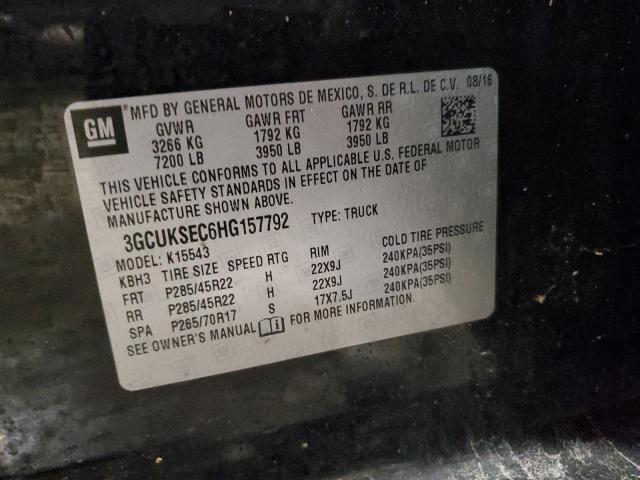 GM
MFD BY GENERAL MOTORS DE MEXICO, S. DE R.L. DE C.V. 08/16
GVWR GAWR FRT GAWR RR
3266 KG 1792 KG 1792 KG
7200 LB 3950 LB 3950 LB
THIS VEHICLE CONFORMS TO ALL APPLICABLE U.S. FEDERAL MOTOR
VEHICLE SAFETY STANDARDS IN EFFECT ON THE DATE OF
MANUFACTURE SHOWN ABOVE.
3GCUKSEC6HG157792 TYPE: TRUCK
MODEL: K15543
KBH3 TIRE SIZE SPEED RTG RIM COLD TIRE PRESSURE
FRT P285/45R22 H 22X9J 240KPA(35PSI)
RR P285/45R22 H 22X9J 240KPA(35PSI)
SPA P265/70R17 S 17X7.5J 240KPA(35PSI)
SEE OWNER'S MANUAL FOR MORE INFORMATION.